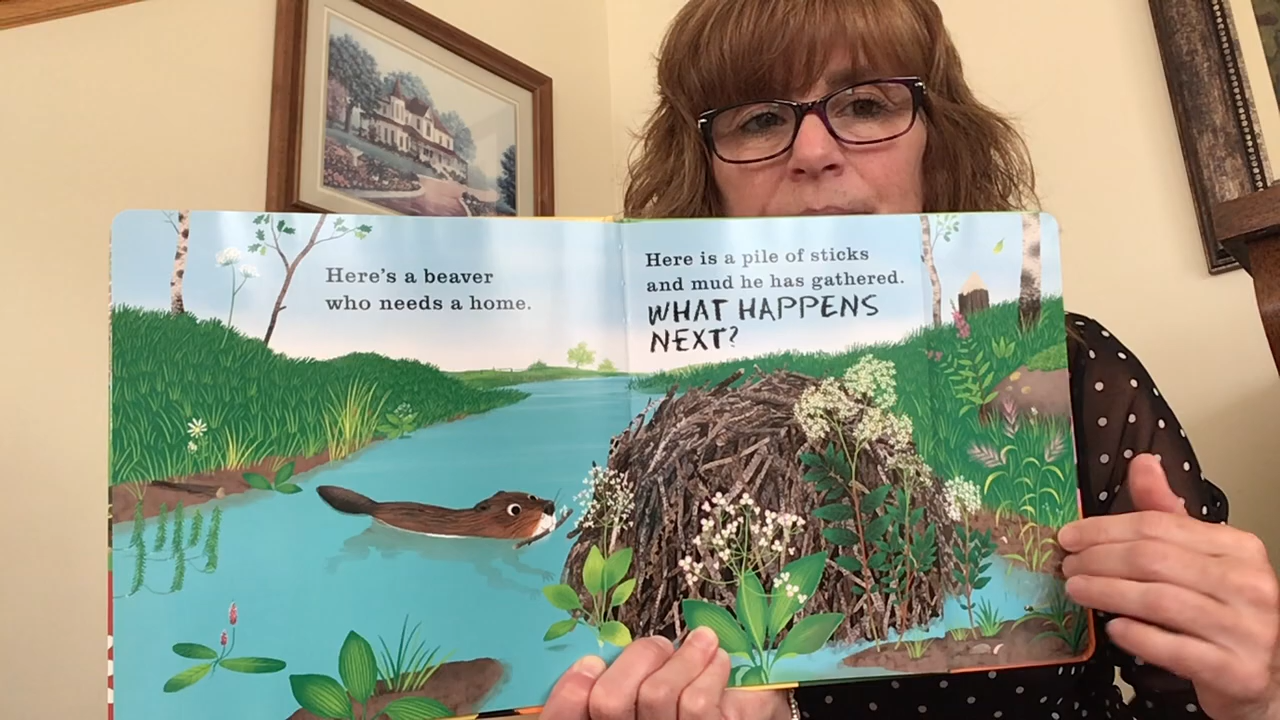 Here's a beaver
who needs a home.
Here is a pile of sticks
and mud he has gathered.
WHAT HAPPENS
NEXT?